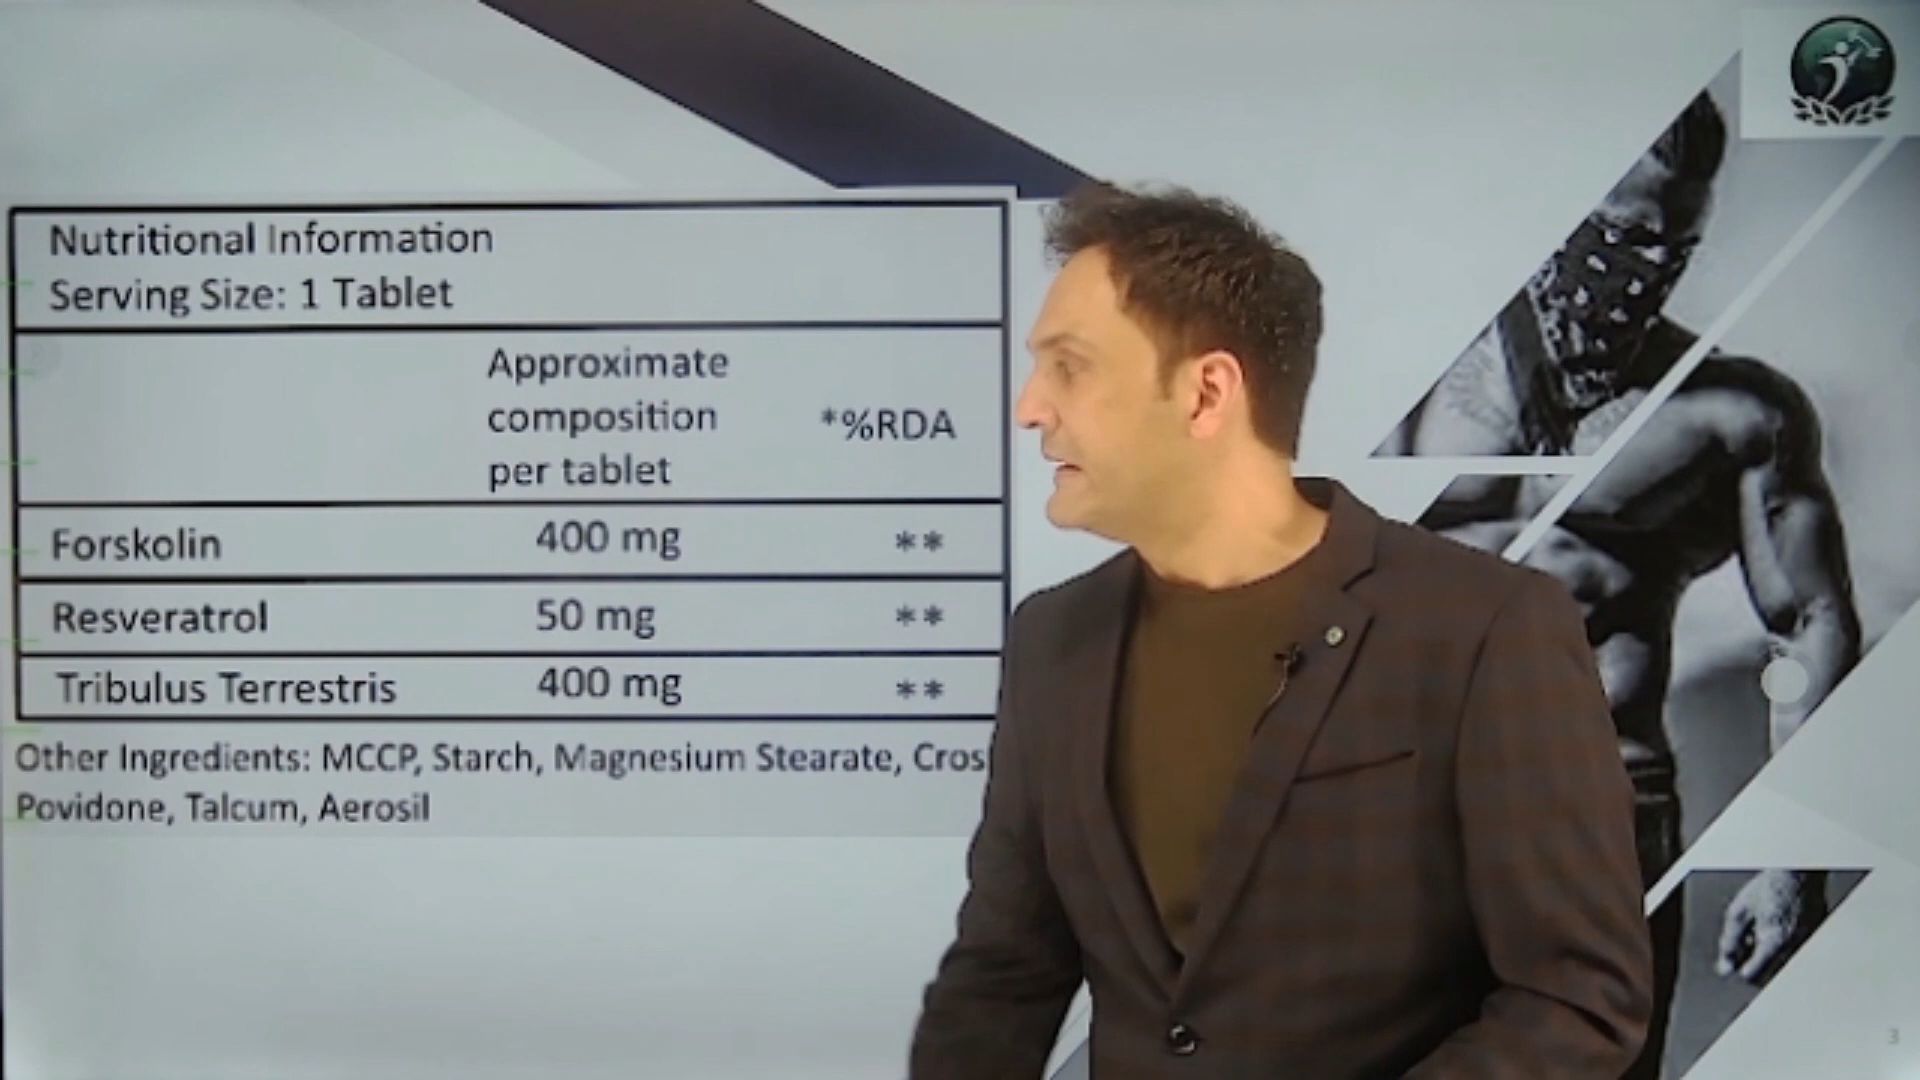 Nutritional Information
Serving Size: 1 Tablet
Approximate
composition *%RDA
per tablet
Forskolin 400 mg **
Resveratrol 50 mg **
Tribulus Terrestris 400 mg **
Other Ingredients: MCCP, Starch, Magnesium Stearate, Cros
Povidone, Talcum, Aerosil
3